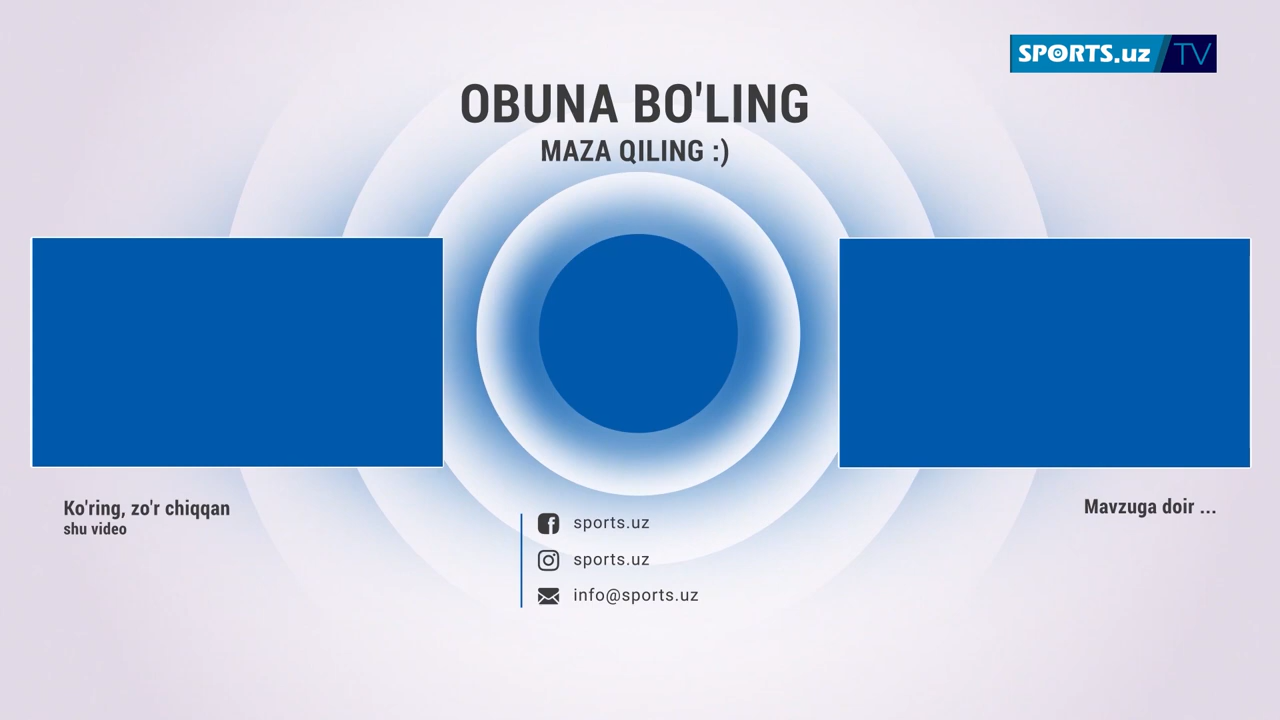 SPORTS.uz TV
OBUNA BO'LING
MAZA QILING :)
Ko'ring, zo'r chiqqan
shu video
Mavzuga doir ...
sports.uz
sports.uz
info@sports.uz